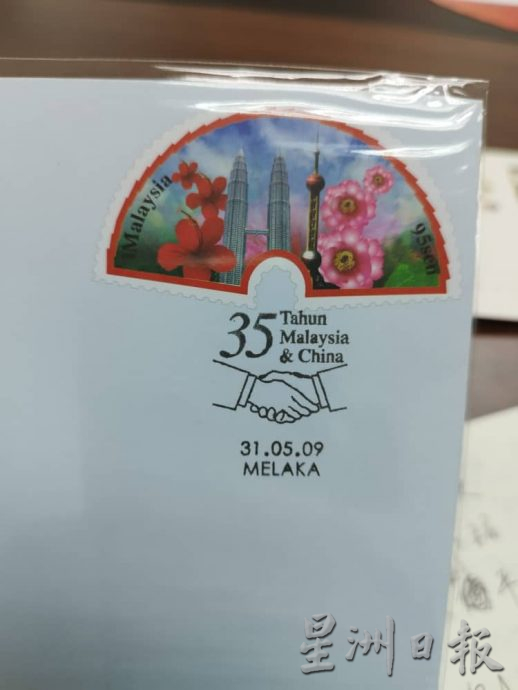 Malaysia
95sen
35 Tahun
Malaysia
& China
31.05.09
MELAKA
星洲日報